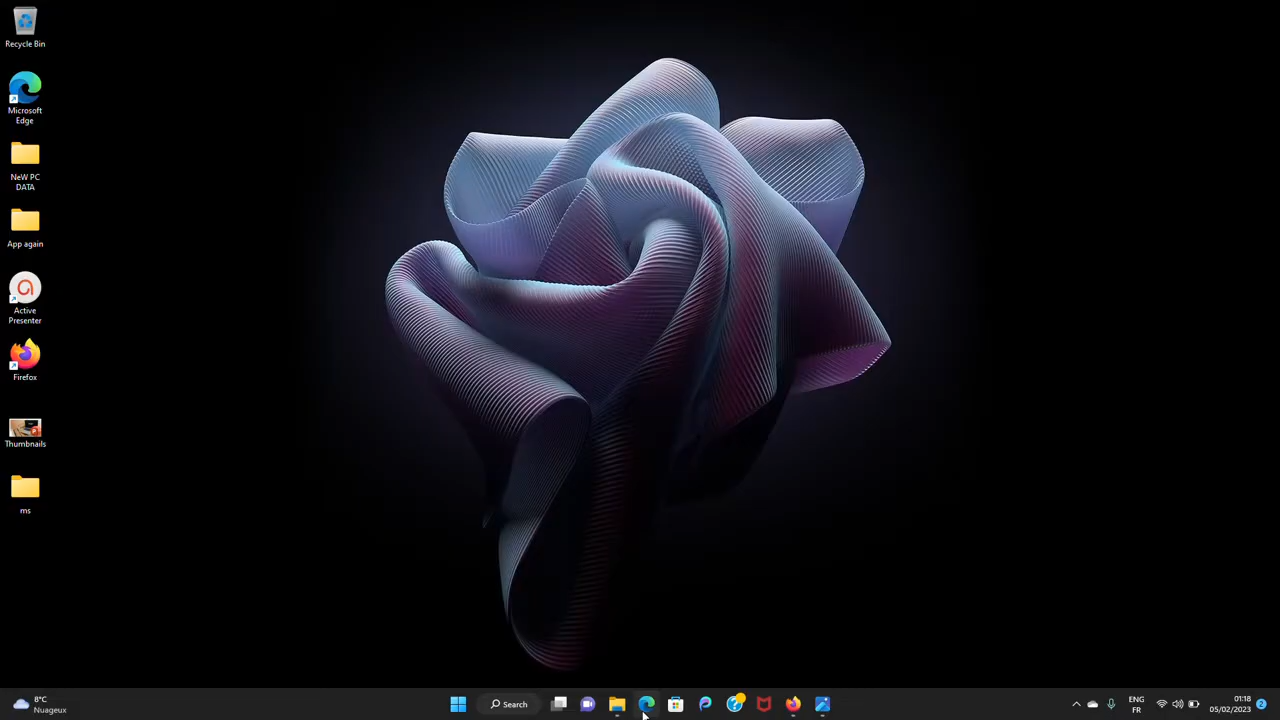 Recycle Bin
Microsoft
Edge
NeW PC
DATA
App again
Active
Presenter
Firefox
Thumbnails
ms
8°C
Nuageux
Search
ENG
FR
01:18
05/02/2023
2